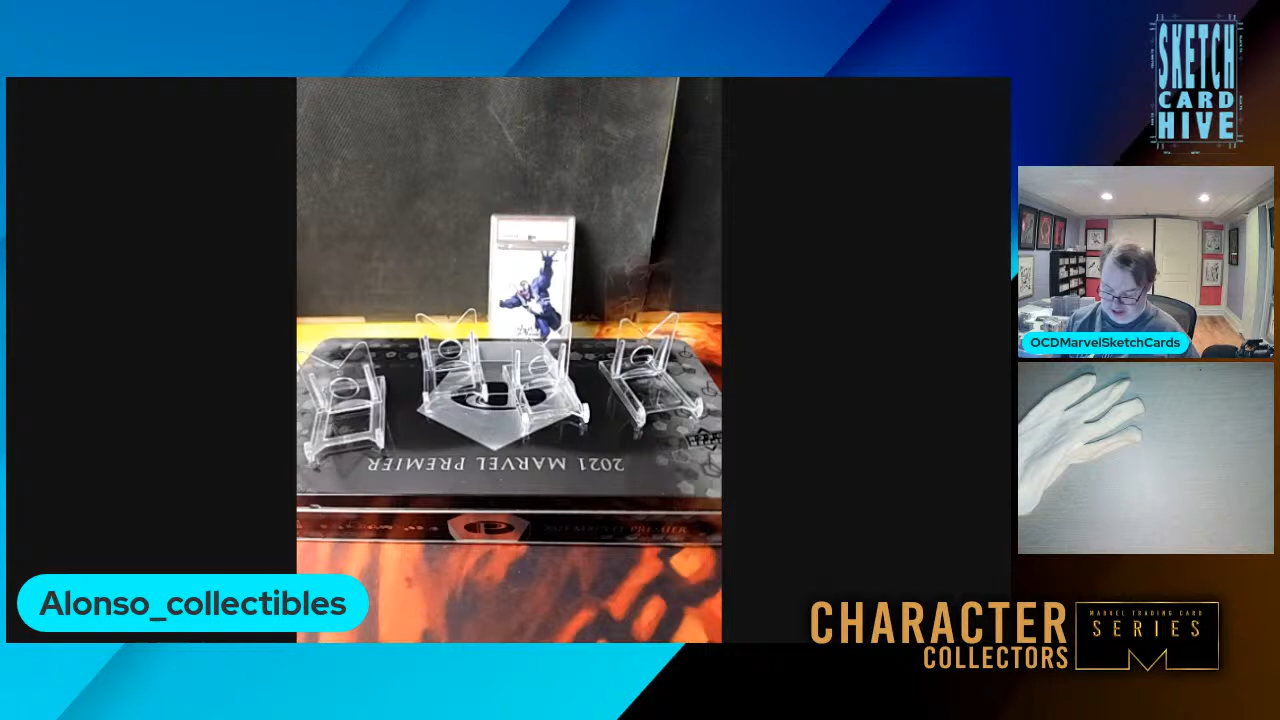 SKETCH
CARD
HIVE
OCDMarvelSketchCards
2021 MARVEL PREMIER
Alonso_collectibles
CHARACTER
COLLECTORS
MARVEL TRADING CARD
SERIES